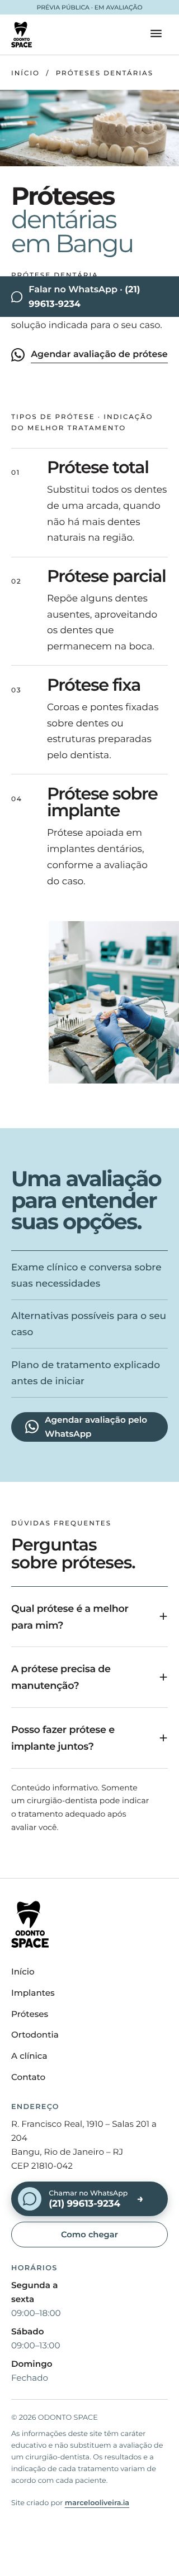 PRÉVIA PÚBLICA · EM AVALIAÇÃO
ODONTO
SPACE
INÍCIO / PRÓTESES DENTÁRIAS
Próteses
dentárias
em Bangu
PRÓTESE DENTÁRIA
Falar no WhatsApp · (21)
99613-9234
solução indicada para o seu caso.
Agendar avaliação de prótese
TIPOS DE PRÓTESE · INDICAÇÃO
DO MELHOR TRATAMENTO
01
Prótese total
Substitui todos os dentes
de uma arcada, quando
não há mais dentes
naturais na região.
02
Prótese parcial
Repõe alguns dentes
ausentes, aproveitando
os dentes que
permanecem na boca.
03
Prótese fixa
Coroas e pontes fixadas
sobre dentes ou
estruturas preparadas
pelo dentista.
04
Prótese sobre
implante
Prótese apoiada em
implantes dentários,
conforme a avaliação
do caso.
Uma avaliação
para entender
suas opções.
Exame clínico e conversa sobre
suas necessidades
Alternativas possíveis para o seu
caso
Plano de tratamento explicado
antes de iniciar
Agendar avaliação pelo
WhatsApp
DÚVIDAS FREQUENTES
Perguntas
sobre próteses.
Qual prótese é a melhor
para mim?
A prótese precisa de
manutenção?
Posso fazer prótese e
implante juntos?
Conteúdo informativo. Somente
um cirurgião-dentista pode indicar
o tratamento adequado após
avaliar você.
ODONTO
SPACE
Início
Implantes
Próteses
Ortodontia
A clínica
Contato
ENDEREÇO
R. Francisco Real, 1910 – Salas 201 a
204
Bangu, Rio de Janeiro – RJ
CEP 21810-042
Chamar no WhatsApp
(21) 99613-9234
Como chegar
HORÁRIOS
Segunda a
sexta
09:00–18:00
Sábado
09:00–13:00
Domingo
Fechado
© 2026 ODONTO SPACE
As informações deste site têm caráter
educativo e não substituem a avaliação de
um cirurgião-dentista. Os resultados e a
indicação de cada tratamento variam de
acordo com cada paciente.
Site criado por marcelooliveira.ia